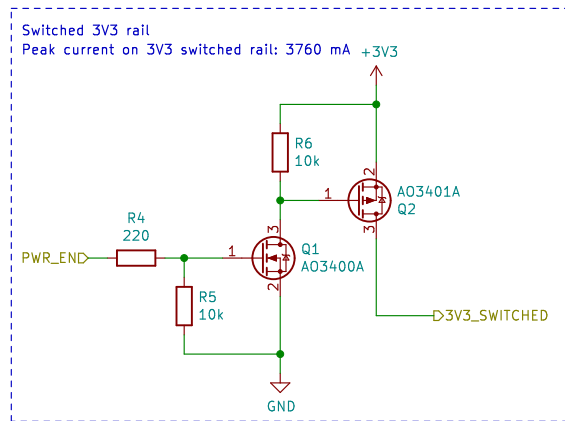 Switched 3V3 rail
Peak current on 3V3 switched rail: 3760 mA
+3V3
R6
10k
2
1
AO3401A
Q2
3
R4
220
3
1
Q1
AO3400A
2
PWR_EN
R5
10k
3V3_SWITCHED
GND